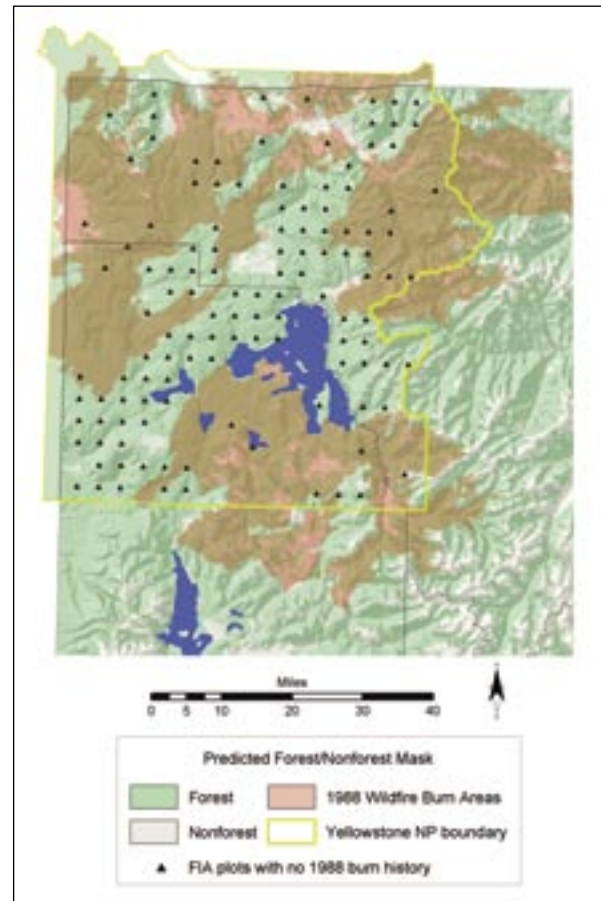 Miles
0 5 10 20 30 40
Predicted Forest/Nonforest Mask
Forest
1988 Wildfire Burn Areas
Nonforest
Yellowstone NP boundary
FIA plots with no 1988 burn history